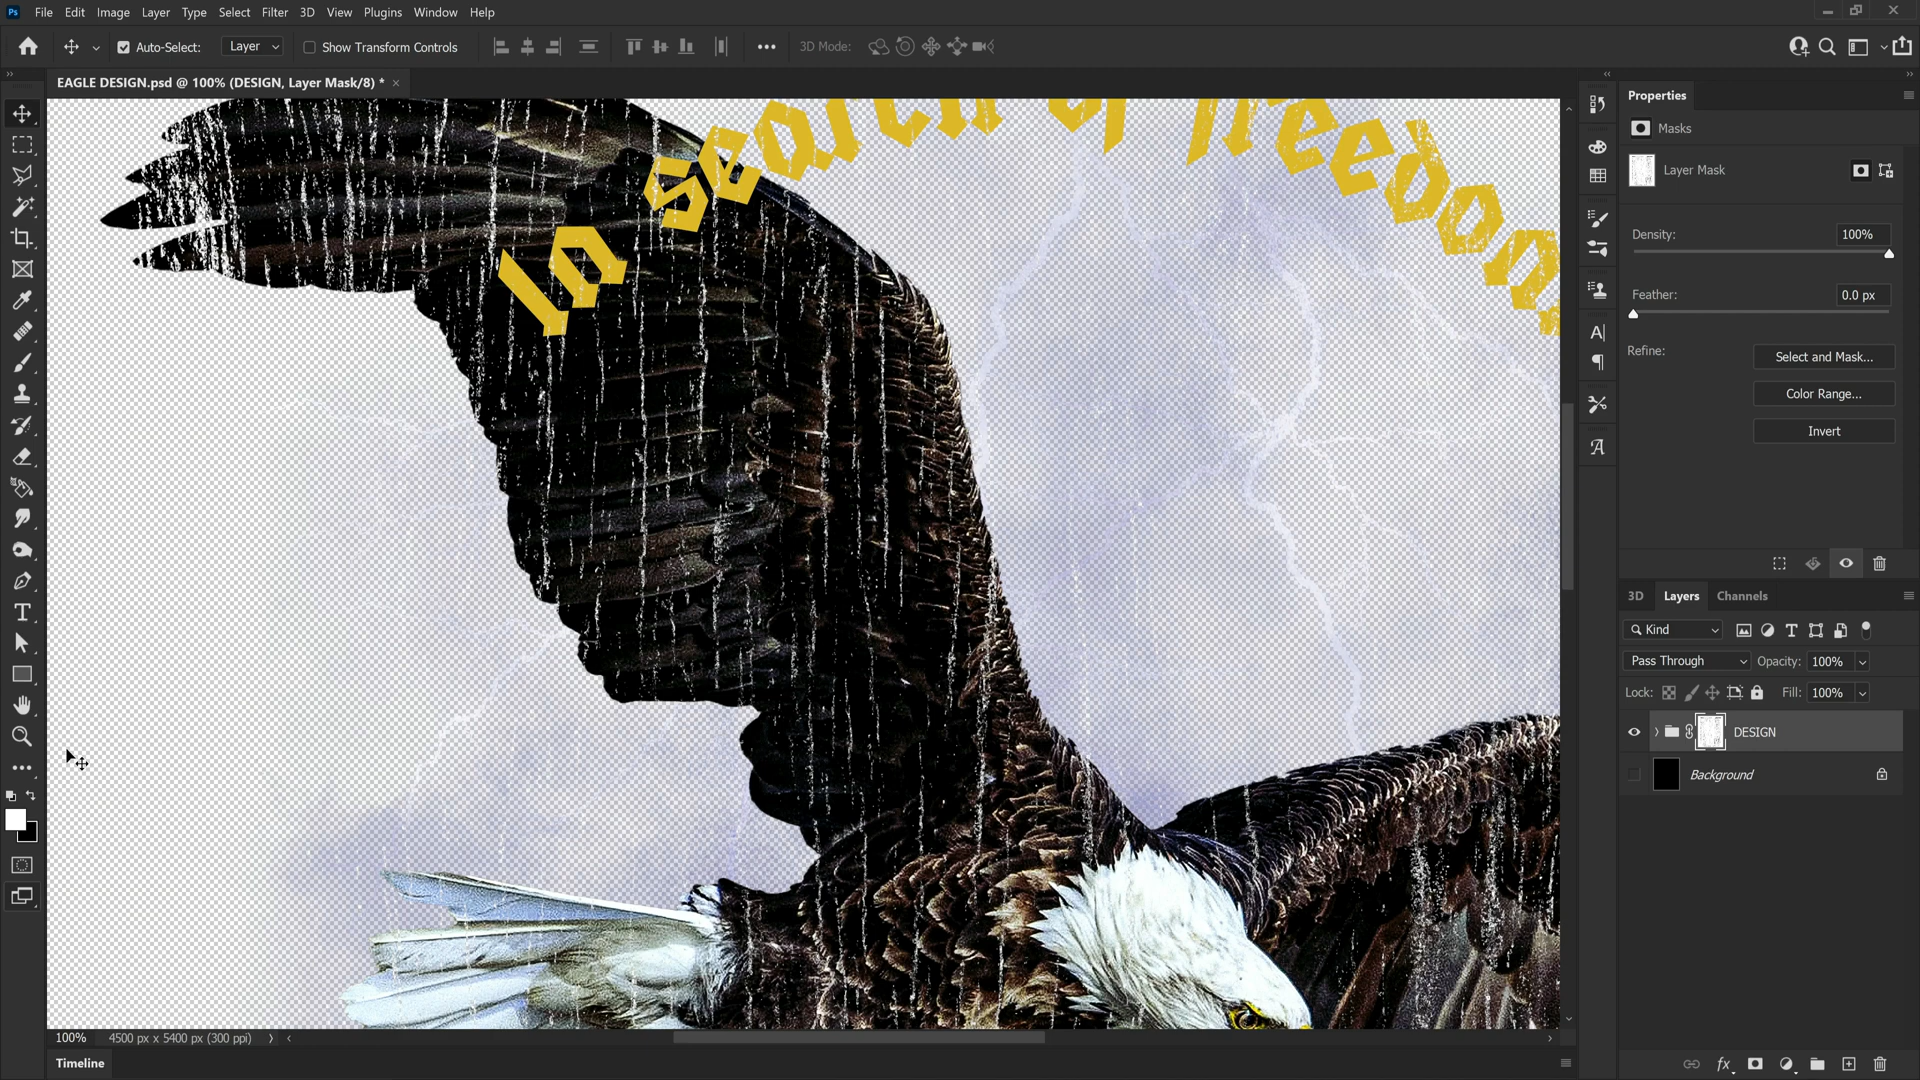 Ps File Edit Image Layer Type Select Filter 3D View Plugins Window Help
Auto-Select: Layer Show Transform Controls ••• 3D Mode:
EAGLE DESIGN.psd @ 100% (DESIGN, Layer Mask/8) * ×
In search of freedom
Properties
Masks
Layer Mask
Density: 100%
Feather: 0.0 px
Refine: Select and Mask...
Color Range...
Invert
3D Layers Channels
Kind
Pass Through Opacity: 100%
Lock: Fill: 100%
DESIGN
Background
100% 4500 px x 5400 px (300 ppi)
Timeline